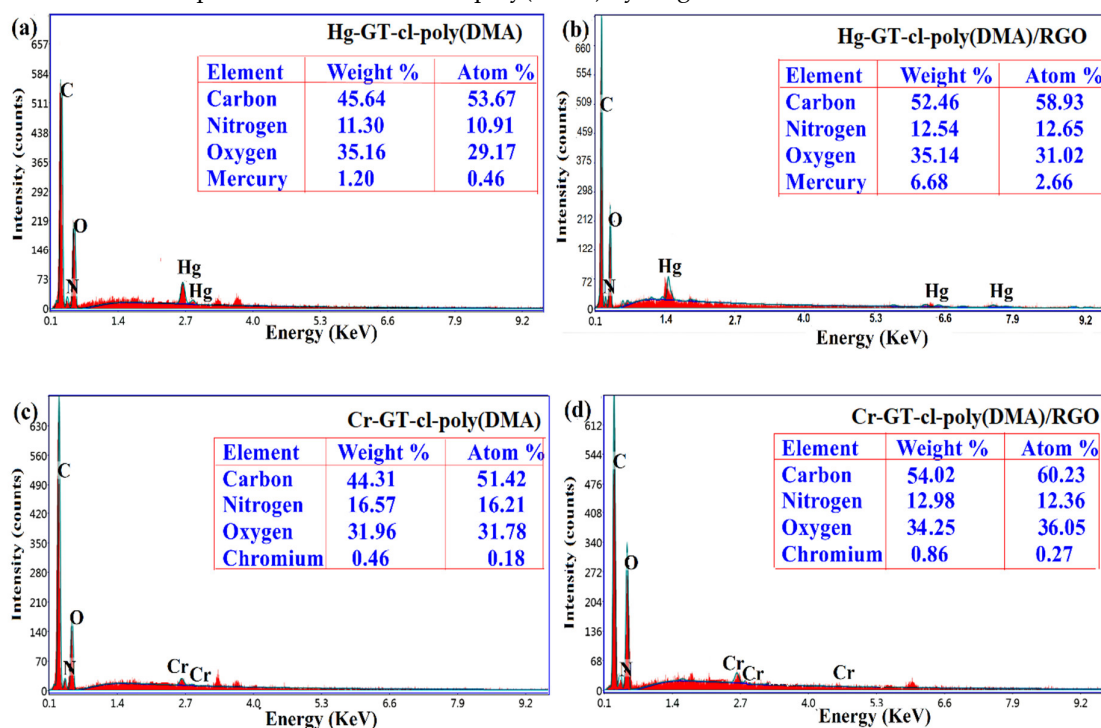 (a)
Hg-GT-cl-poly(DMA)
Element Weight % Atom %
Carbon 45.64 53.67
Nitrogen 11.30 10.91
Oxygen 35.16 29.17
Mercury 1.20 0.46
657
584
511
438
365
292
219
146
73
0
Intensity (counts)
C
O
N
Hg
Hg
0.1 1.4 2.7 4.0 5.3 6.6 7.9 9.2
Energy (KeV)
(b)
Hg-GT-cl-poly(DMA)/RGO
Element Weight % Atom %
Carbon 52.46 58.93
Nitrogen 12.54 12.65
Oxygen 35.14 31.02
Mercury 6.68 2.66
660
584
509
459
375
298
212
122
72
0
Intensity (counts)
C
O
N
Hg
Hg
Hg
0.1 1.4 2.7 4.0 5.3 6.6 7.9 9.2
Energy (KeV)
(c)
Cr-GT-cl-poly(DMA)
Element Weight % Atom %
Carbon 44.31 51.42
Nitrogen 16.57 16.21
Oxygen 31.96 31.78
Chromium 0.46 0.18
630
560
490
420
350
280
210
140
70
0
Intensity (counts)
C
O
N
Cr
Cr
0.1 1.4 2.7 4.0 5.3 6.6 7.9 9.2
Energy (KeV)
(d)
Cr-GT-cl-poly(DMA)/RGO
Element Weight % Atom %
Carbon 54.02 60.23
Nitrogen 12.98 12.36
Oxygen 34.25 36.05
Chromium 0.86 0.27
612
544
476
408
340
272
204
136
68
0
Intensity (counts)
C
O
N
Cr
Cr
Cr
0.1 1.4 2.7 4.0 5.3 6.6 7.9 9.2
Energy (KeV)